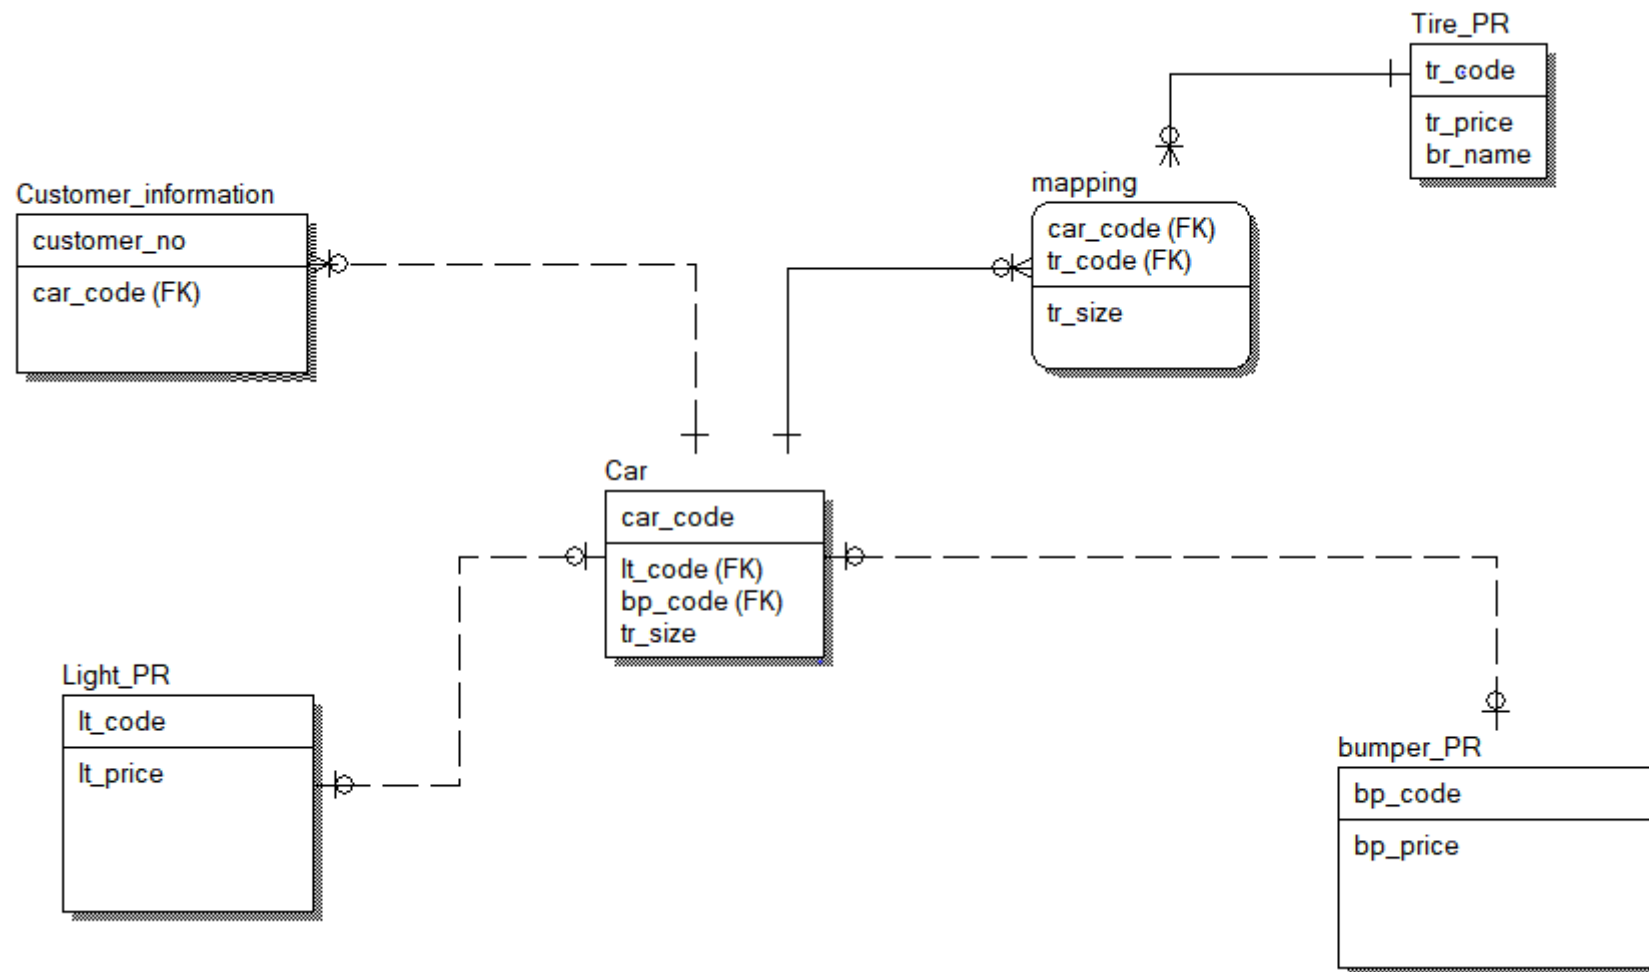 Tire_PR
tr_code
tr_price
br_name
mapping
car_code (FK)
tr_code (FK)
tr_size
Customer_information
customer_no
car_code (FK)
Car
car_code
lt_code (FK)
bp_code (FK)
tr_size
Light_PR
lt_code
lt_price
bumper_PR
bp_code
bp_price